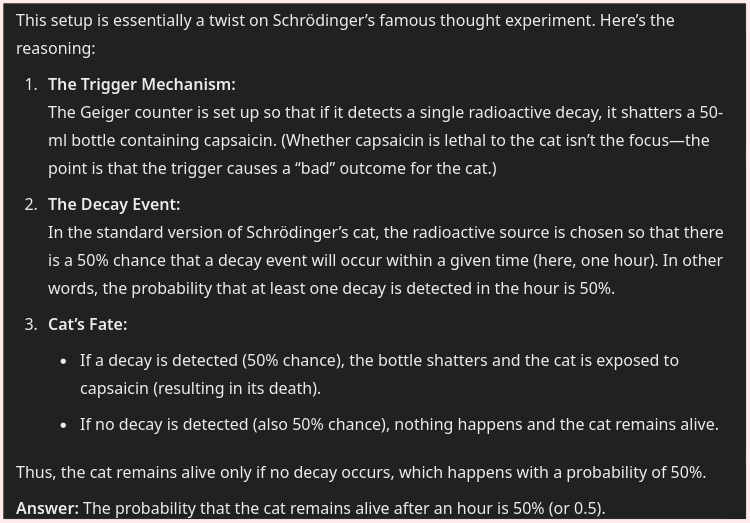 This setup is essentially a twist on Schrödinger’s famous thought experiment. Here’s the
reasoning:
1. The Trigger Mechanism:
The Geiger counter is set up so that if it detects a single radioactive decay, it shatters a 50-
ml bottle containing capsaicin. (Whether capsaicin is lethal to the cat isn’t the focus—the
point is that the trigger causes a “bad” outcome for the cat.)
2. The Decay Event:
In the standard version of Schrödinger’s cat, the radioactive source is chosen so that there
is a 50% chance that a decay event will occur within a given time (here, one hour). In other
words, the probability that at least one decay is detected in the hour is 50%.
3. Cat’s Fate:
• If a decay is detected (50% chance), the bottle shatters and the cat is exposed to
capsaicin (resulting in its death).
• If no decay is detected (also 50% chance), nothing happens and the cat remains alive.
Thus, the cat remains alive only if no decay occurs, which happens with a probability of 50%.
Answer: The probability that the cat remains alive after an hour is 50% (or 0.5).